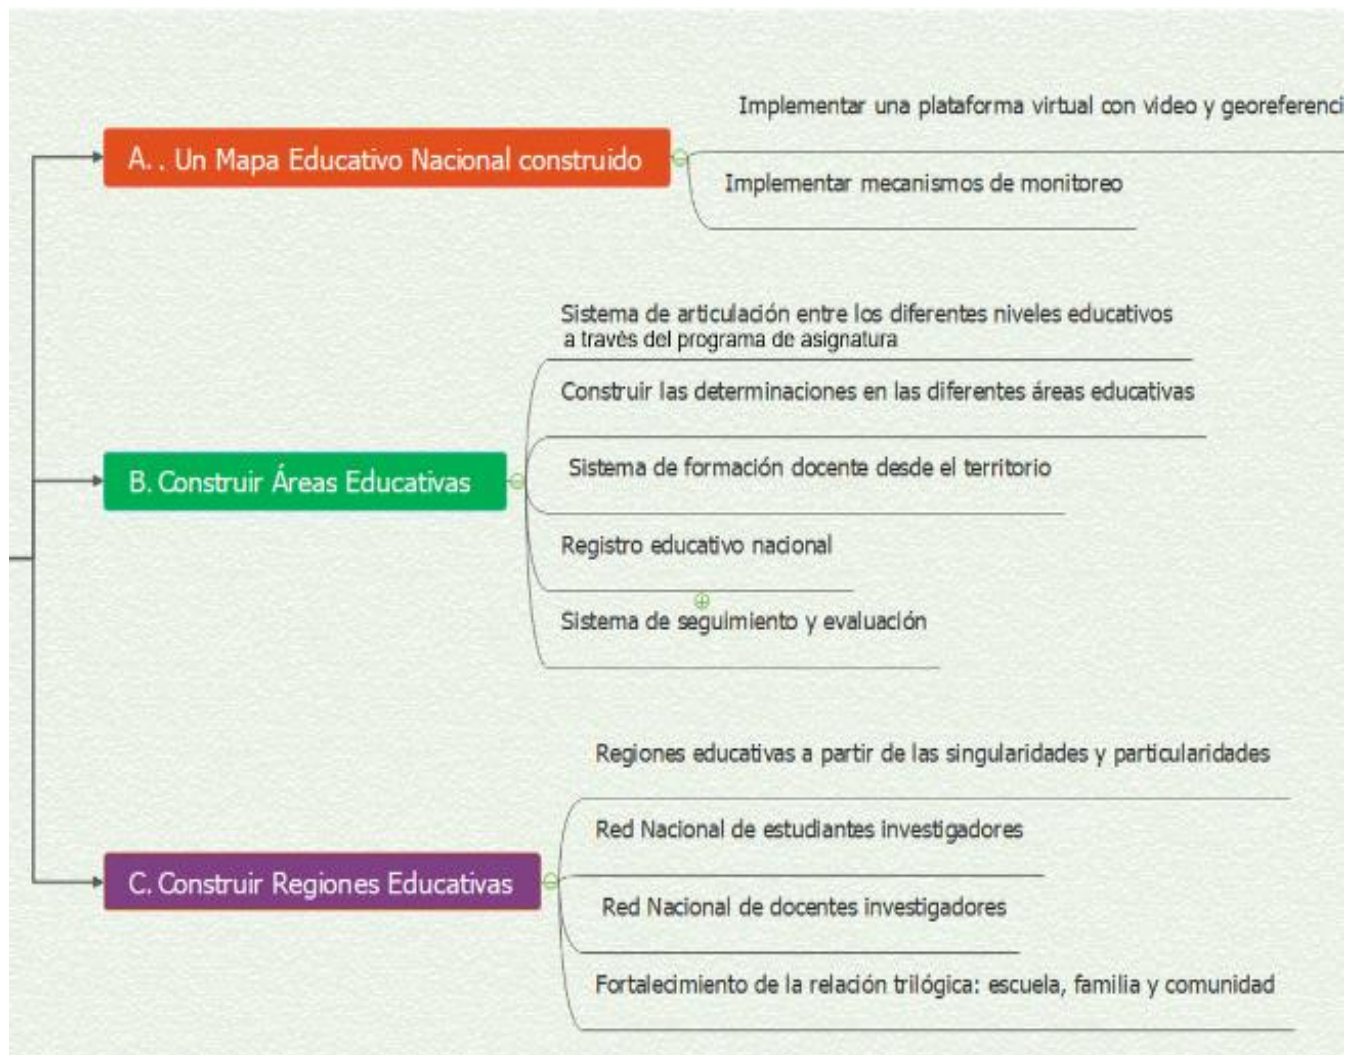 Implementar una plataforma virtual con video y georeferenci
A. . Un Mapa Educativo Nacional construido
Implementar mecanismos de monitoreo
Sistema de articulación entre los diferentes niveles educativos
a través del programa de asignatura
Construir las determinaciones en las diferentes áreas educativas
Sistema de formación docente desde el territorio
B. Construir Áreas Educativas
Registro educativo nacional
Sistema de seguimiento y evaluación
Regiones educativas a partir de las singularidades y particularidades
Red Nacional de estudiantes investigadores
C. Construir Regiones Educativas
Red Nacional de docentes investigadores
Fortalecimiento de la relación trilógica: escuela, familia y comunidad